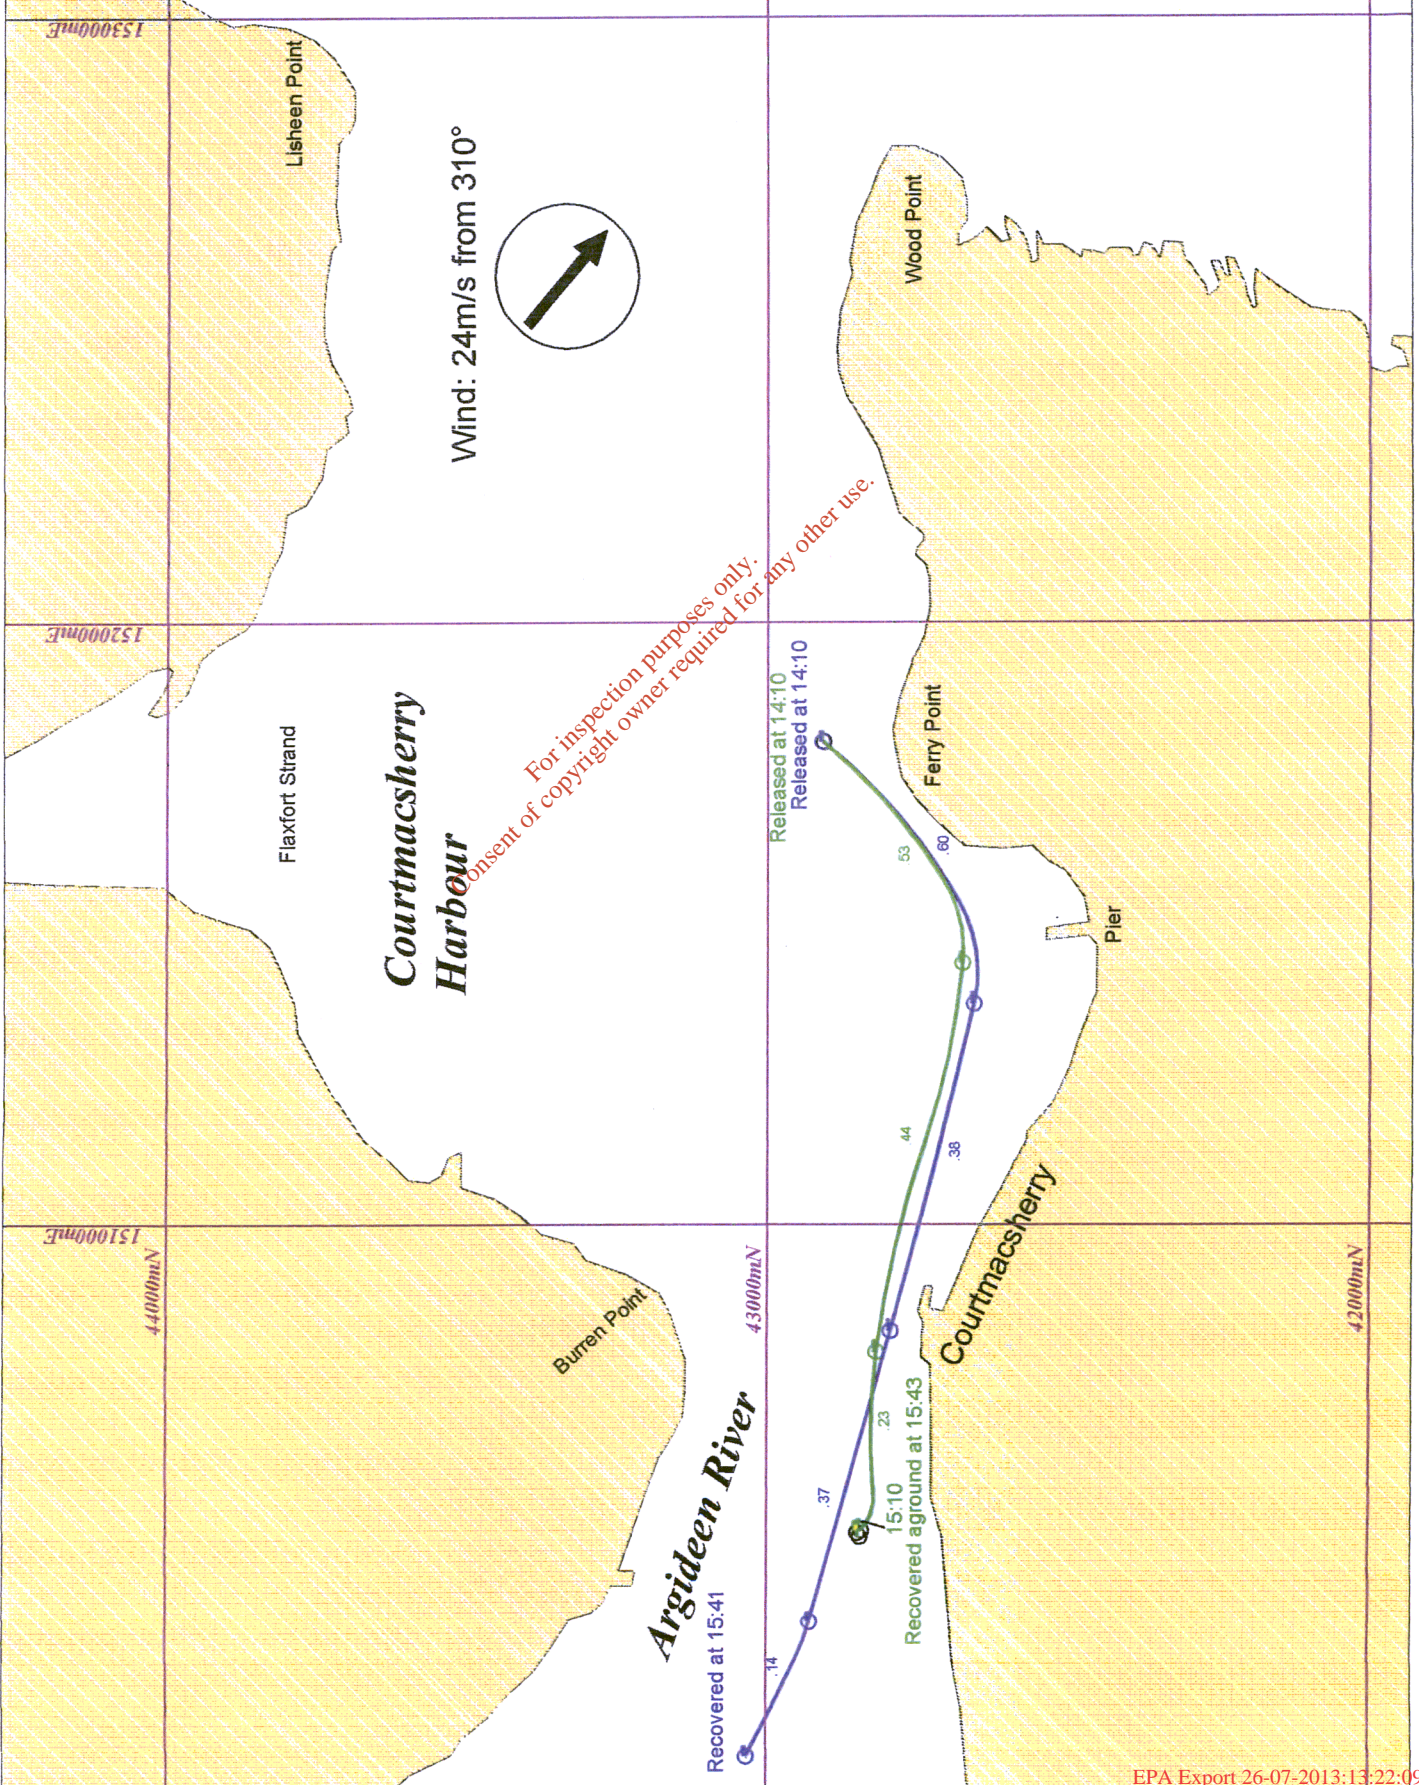 153000mE
Lisheen Point
Wind: 24m/s from 310°
Wood Point
152000mE
Flaxfort Strand
Courtmacsherry
Harbour
For inspection purposes only.
Consent of copyright owner required for any other use.
Released at 14:10
Released at 14:10
Ferry Point
53
.60
Pier
44
.38
151000mE
44000mN
43000mN
42000mN
Burren Point
Courtmacsherry
Argideen River
.23
.37
15:10
Recovered aground at 15:43
Recovered at 15:41
.14
EPA Export 26-07-2013:13:22:09